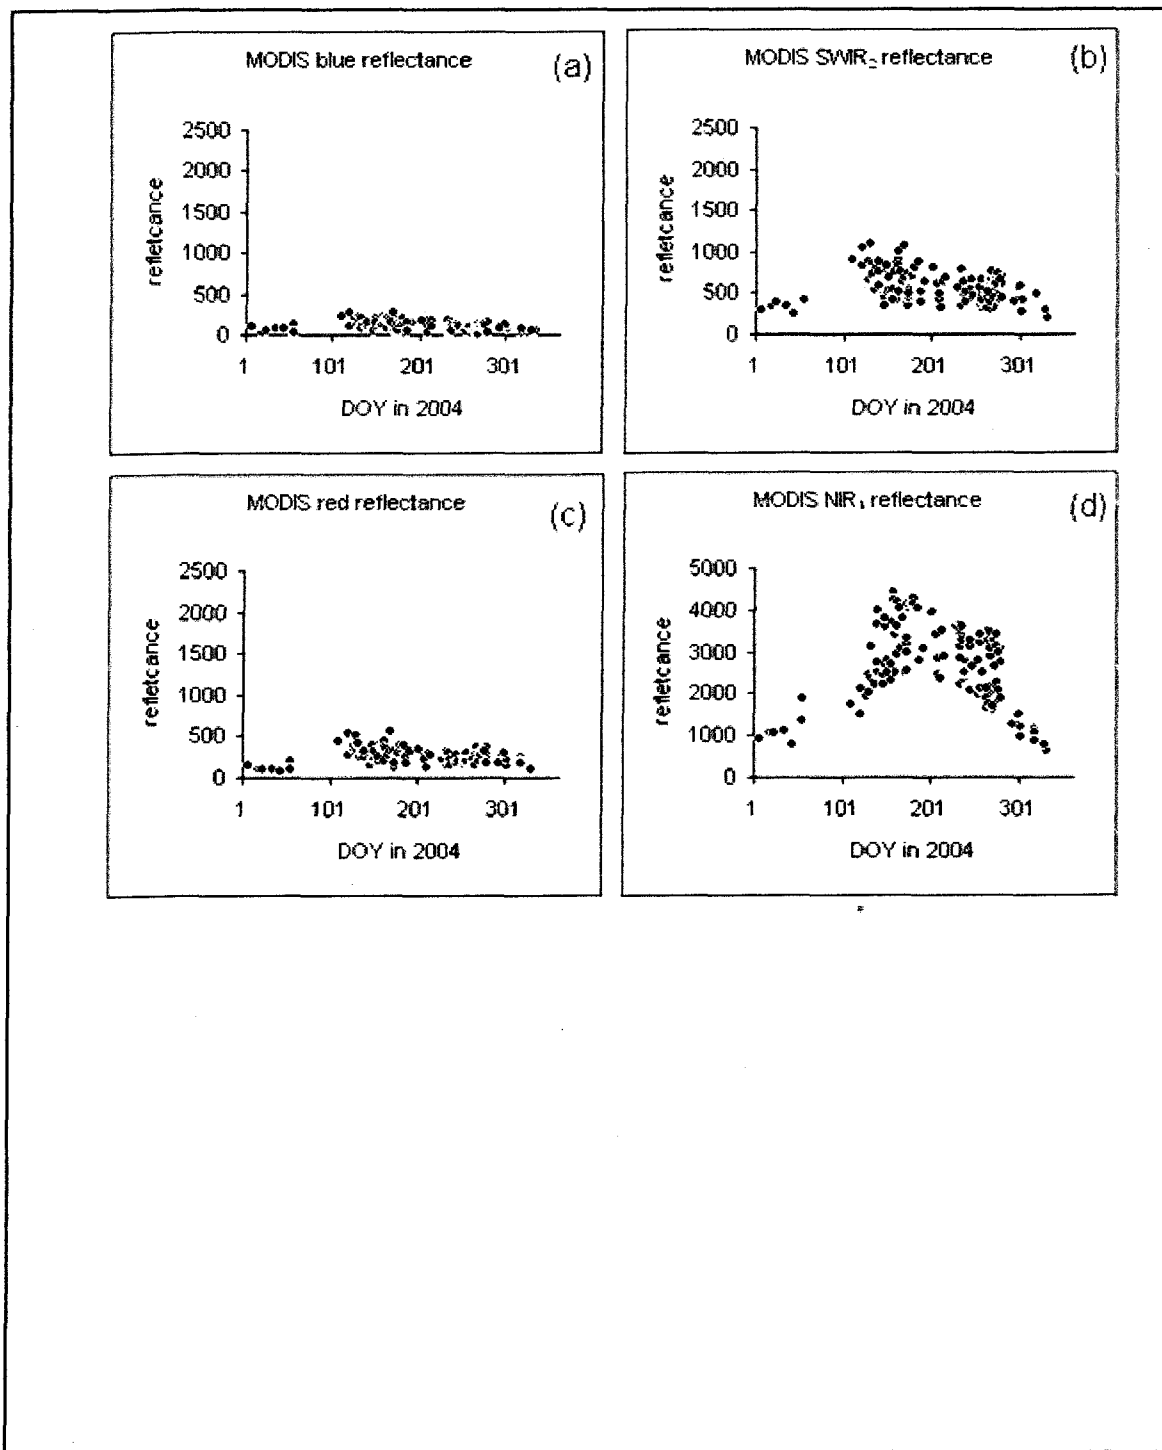 MODIS blue reflectance (a)
2500
2000
1500
1000
500
0
refletcance
1 101 201 301
DOY in 2004
MODIS SWIR₂ reflectance (b)
2500
2000
1500
1000
500
0
refletcance
1 101 201 301
DOY in 2004
MODIS red reflectance (c)
2500
2000
1500
1000
500
0
refletcance
1 101 201 301
DOY in 2004
MODIS NIR₁ reflectance (d)
5000
4000
3000
2000
1000
0
refletcance
1 101 201 301
DOY in 2004